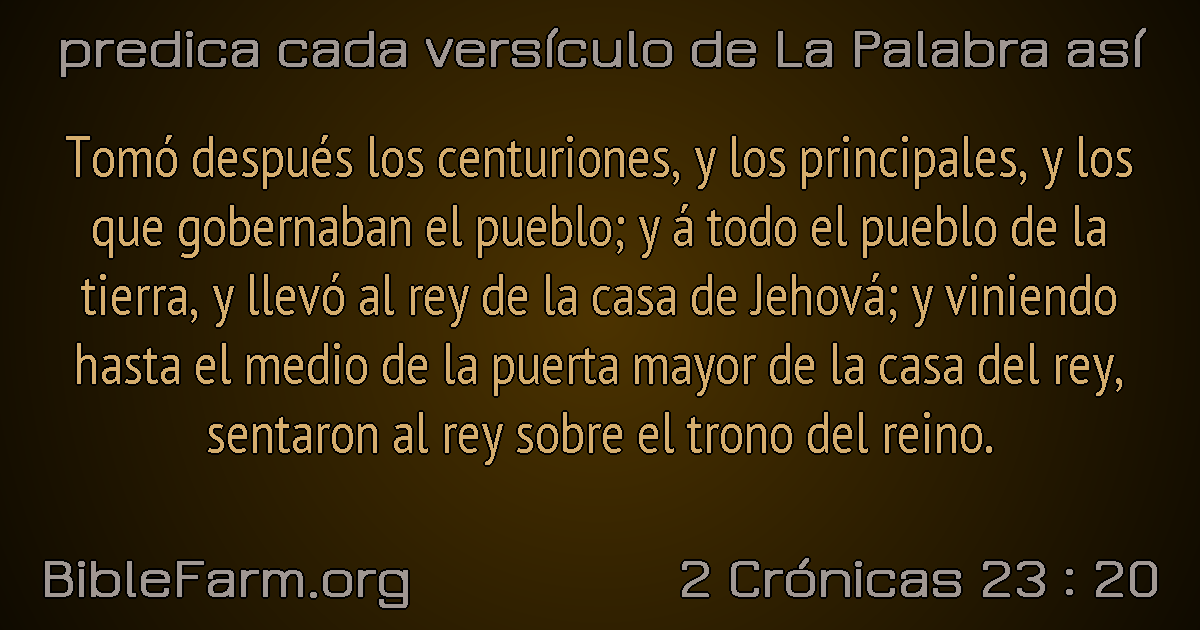 predica cada versículo de La Palabra así
Tomó después los centuriones, y los principales, y los
que gobernaban el pueblo; y á todo el pueblo de la
tierra, y llevó al rey de la casa de Jehová; y viniendo
hasta el medio de la puerta mayor de la casa del rey,
sentaron al rey sobre el trono del reino.
BibleFarm.org
2 Crónicas 23 : 20